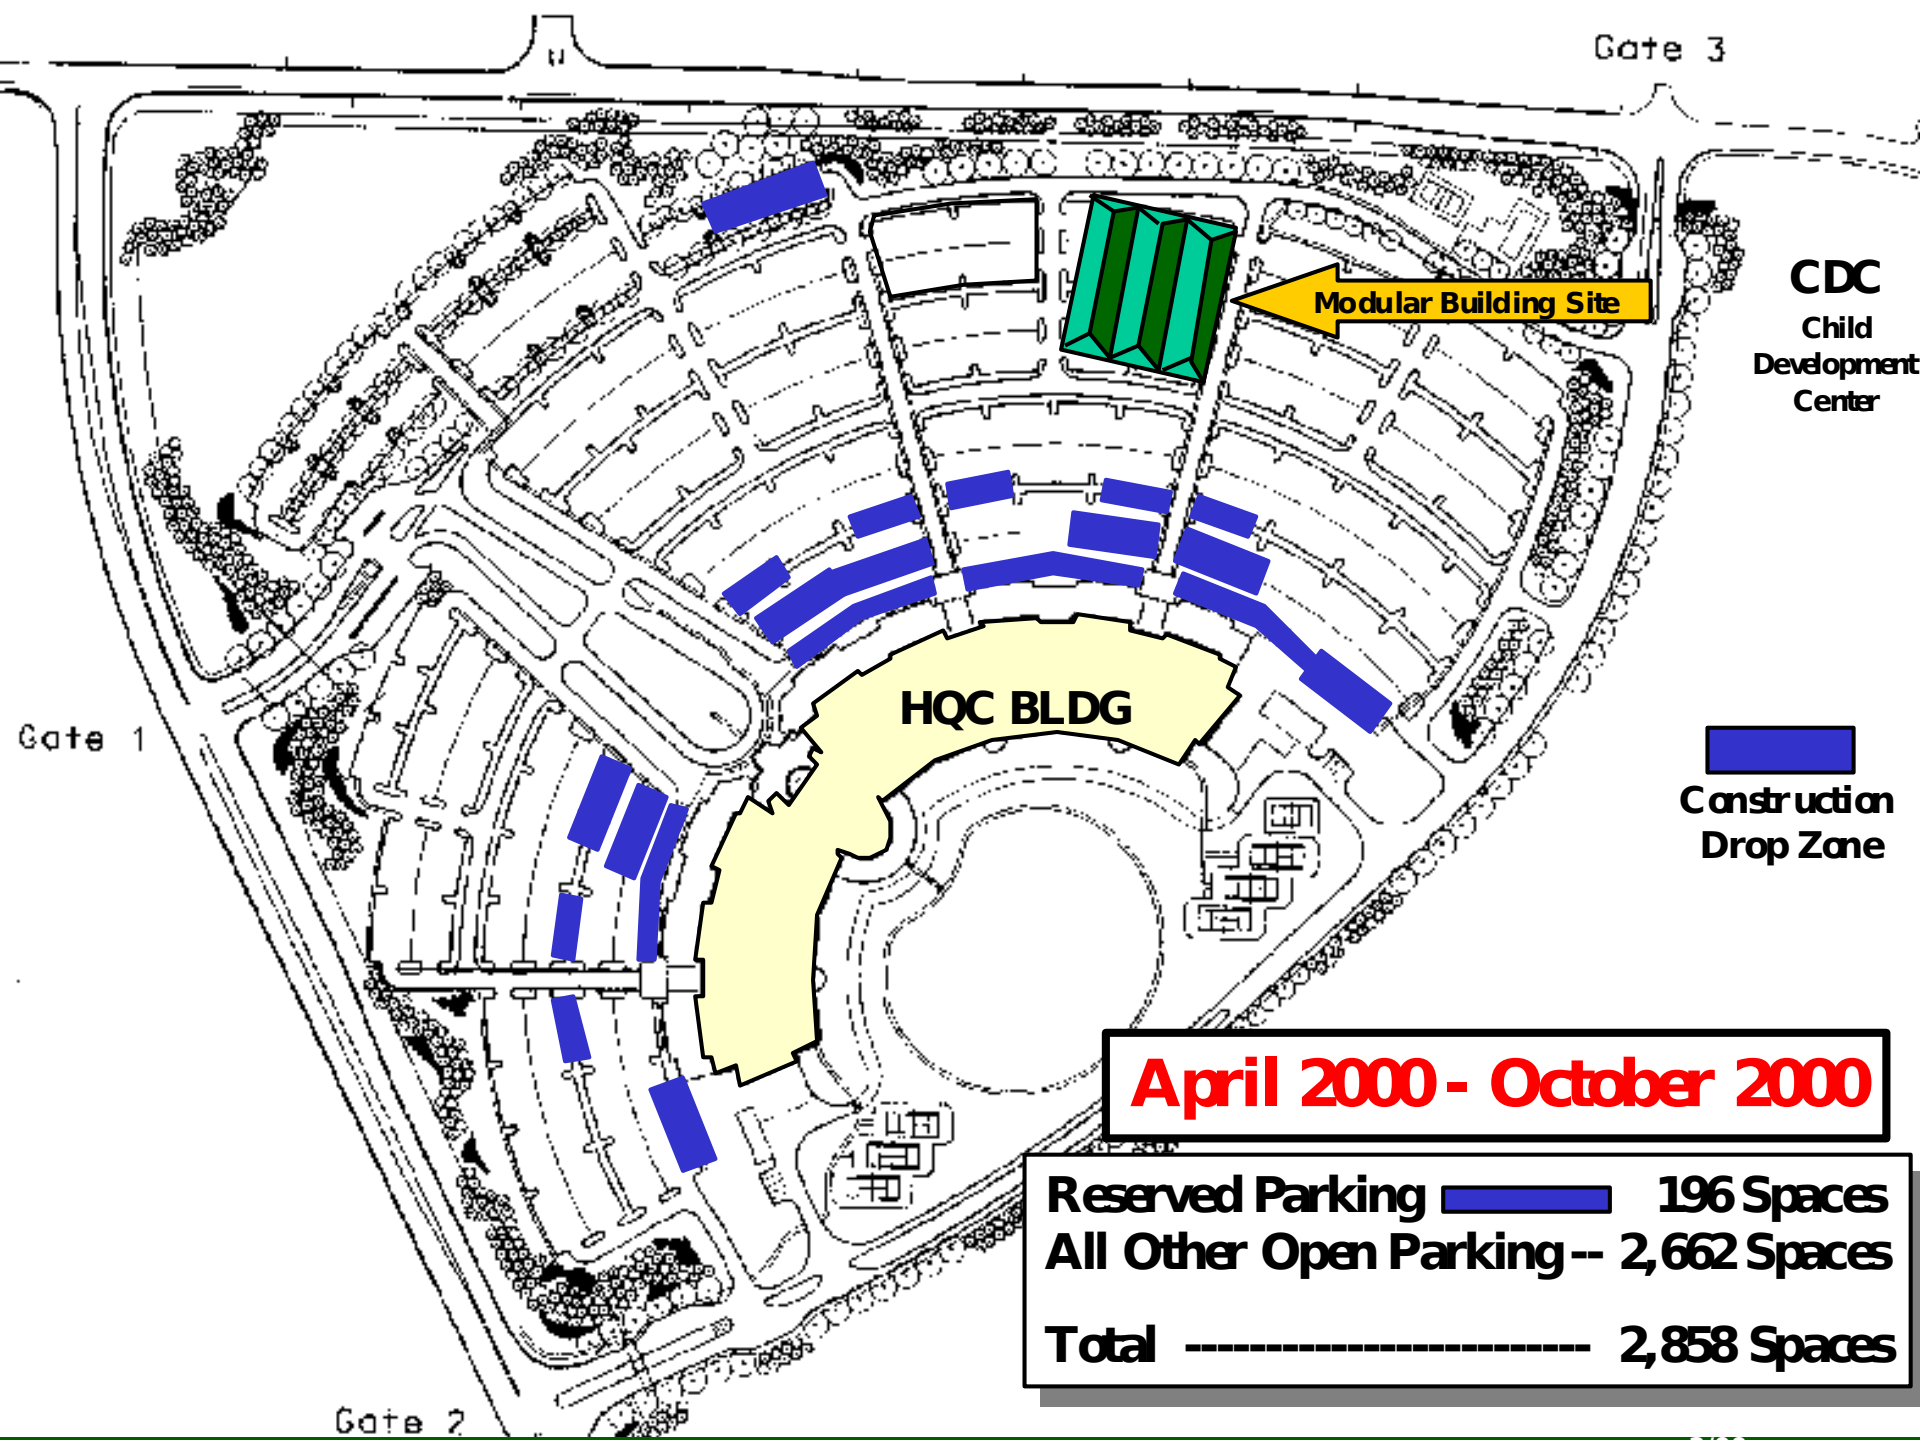 Gate 3
CDC
Child
Development
Center
Modular Building Site
HQC BLDG
Gate 1
Construction
Drop Zone
April 2000 - October 2000
Reserved Parking 196 Spaces
All Other Open Parking -- 2,662 Spaces
Total ------------------------- 2,858 Spaces
Gate 2